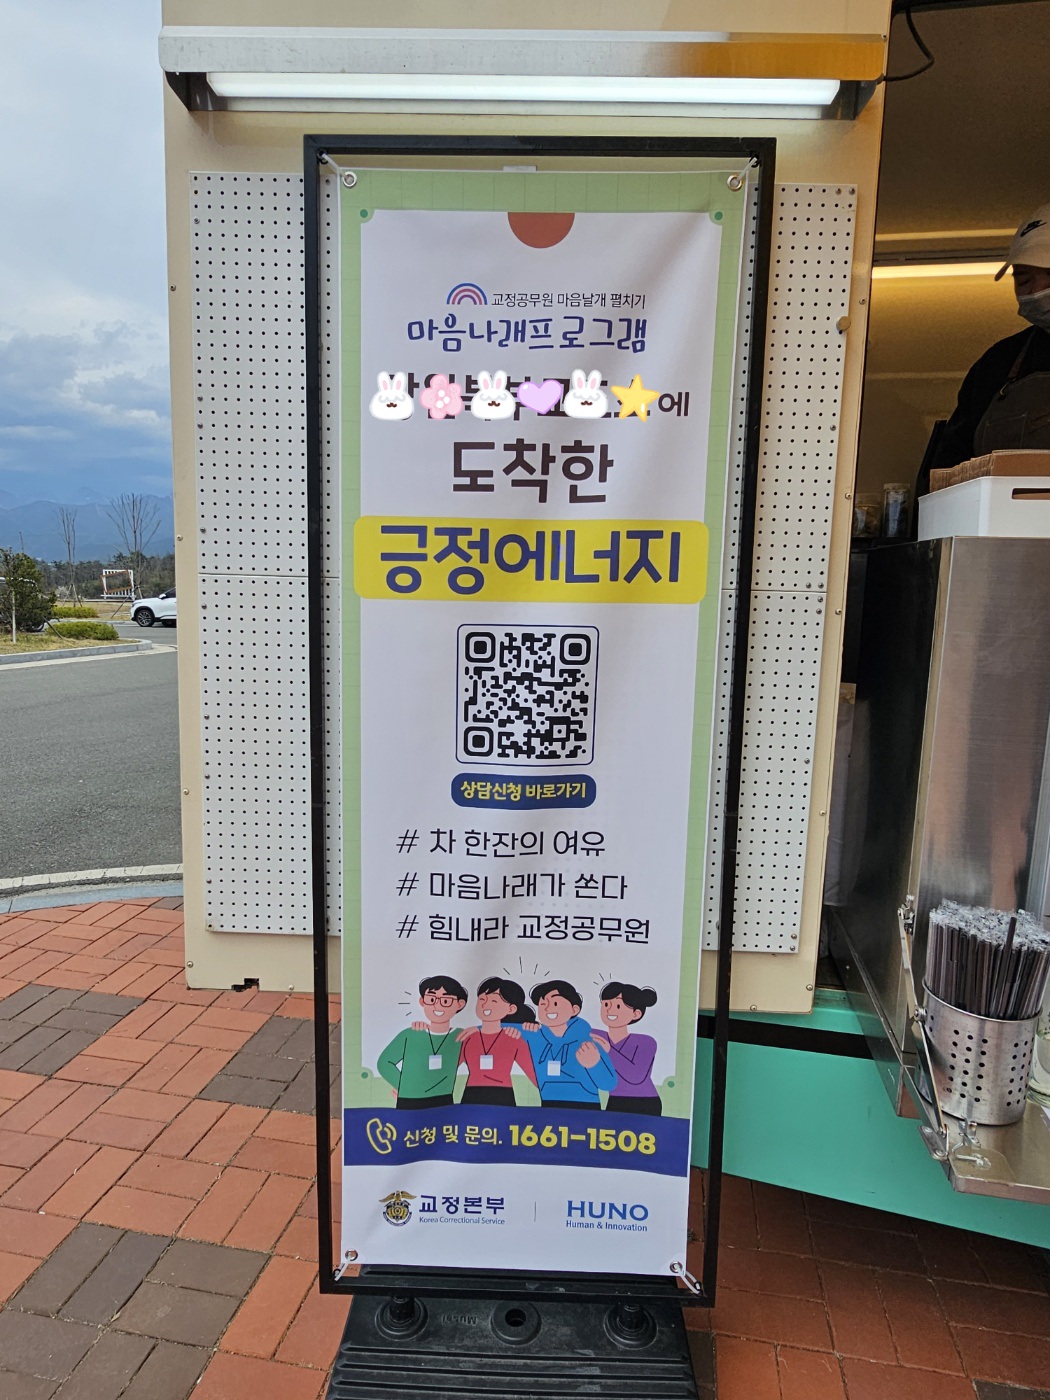 교정공무원 마음날개 펼치기
마음나래프로그램
에
도착한
긍정에너지
상담신청 바로가기
# 차 한잔의 여유
# 마음나래가 쏜다
# 힘내라 교정공무원
신청 및 문의. 1661-1508
교정본부
Korea Correctional Service
HUNO
Human & Innovation